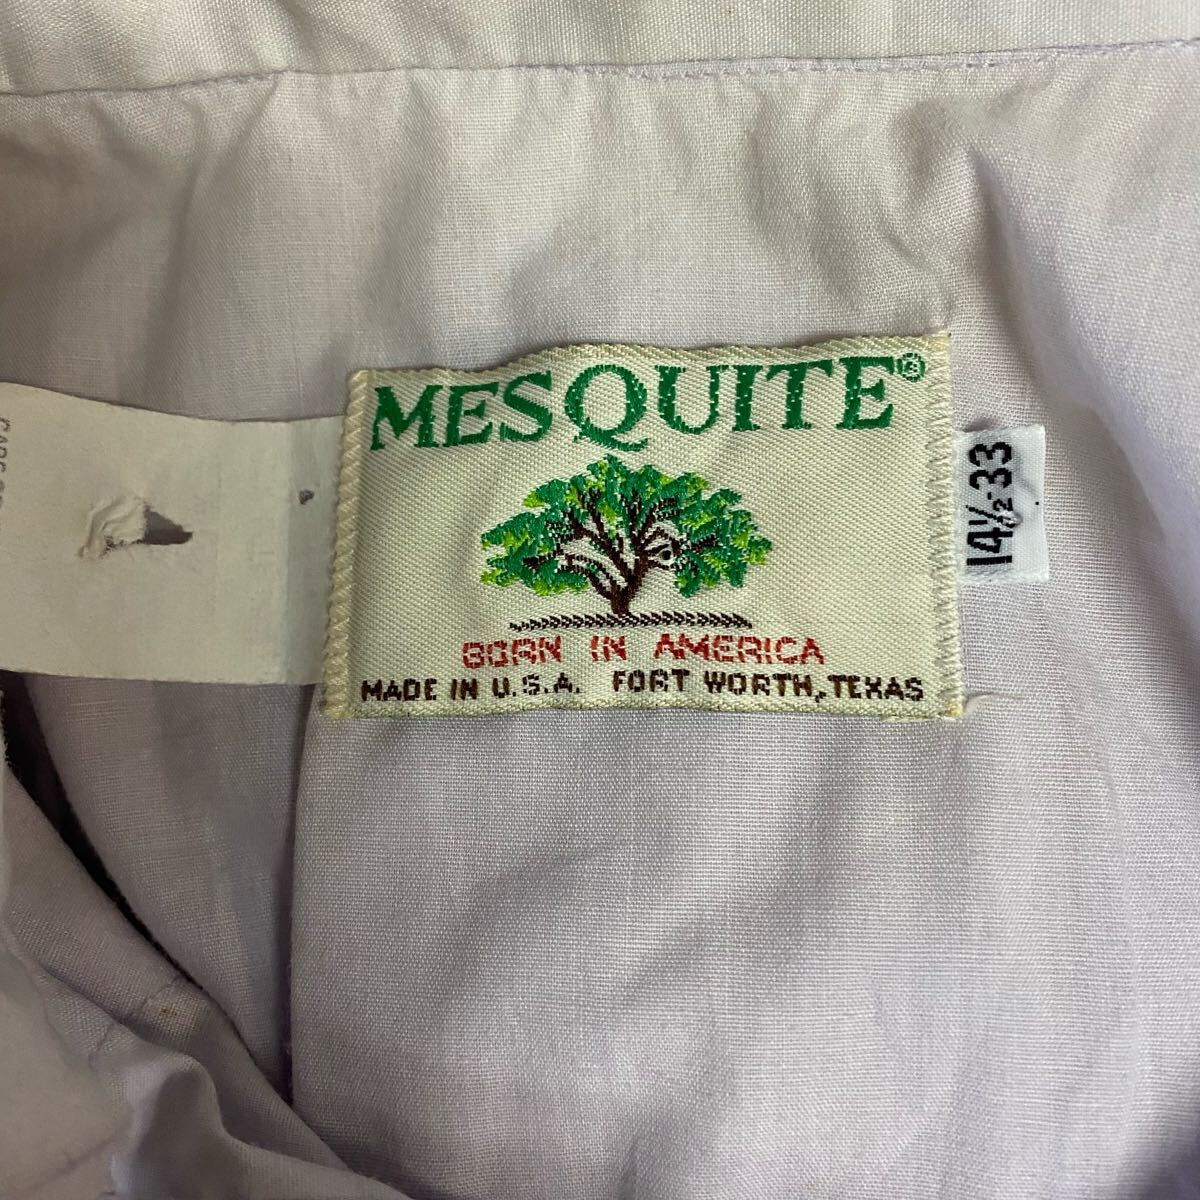 MESQUITE®
BORN IN AMERICA
MADE IN U.S.A. FORT WORTH, TEXAS
14½-33